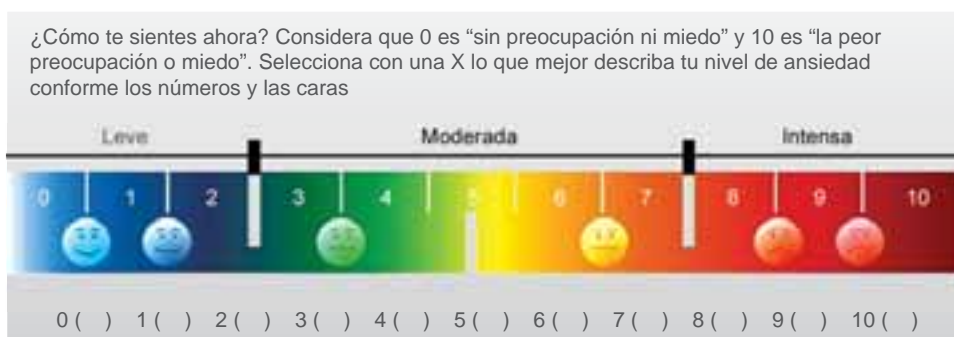 ¿Cómo te sientes ahora? Considera que 0 es “sin preocupación ni miedo” y 10 es “la peor
preocupación o miedo”. Selecciona con una X lo que mejor describa tu nivel de ansiedad
conforme los números y las caras
Leve Moderada Intensa
0 1 2 3 4 5 6 7 8 9 10
0 ( ) 1 ( ) 2 ( ) 3 ( ) 4 ( ) 5 ( ) 6 ( ) 7 ( ) 8 ( ) 9 ( ) 10 ( )